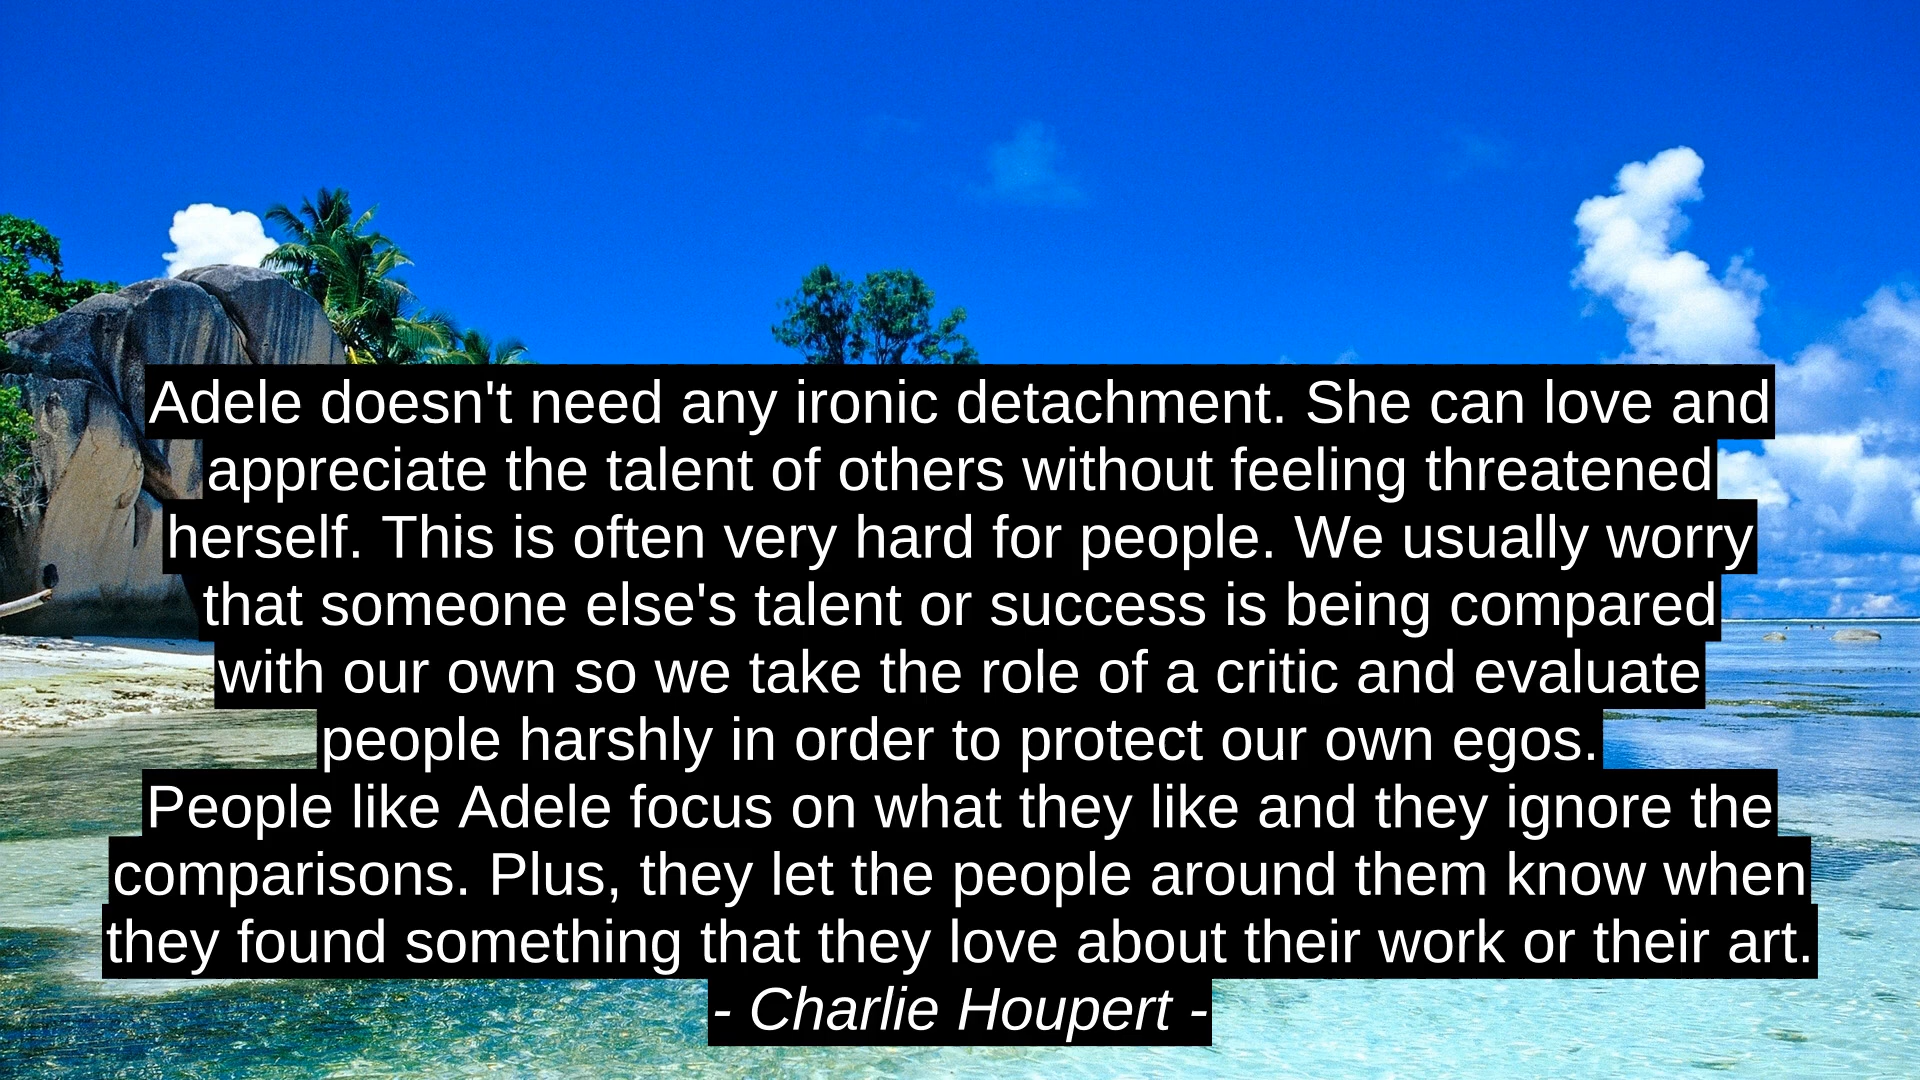 Adele doesn't need any ironic detachment. She can love and
appreciate the talent of others without feeling threatened
herself. This is often very hard for people. We usually worry
that someone else's talent or success is being compared
with our own so we take the role of a critic and evaluate
people harshly in order to protect our own egos.
People like Adele focus on what they like and they ignore the
comparisons. Plus, they let the people around them know when
they found something that they love about their work or their art.
- Charlie Houpert -